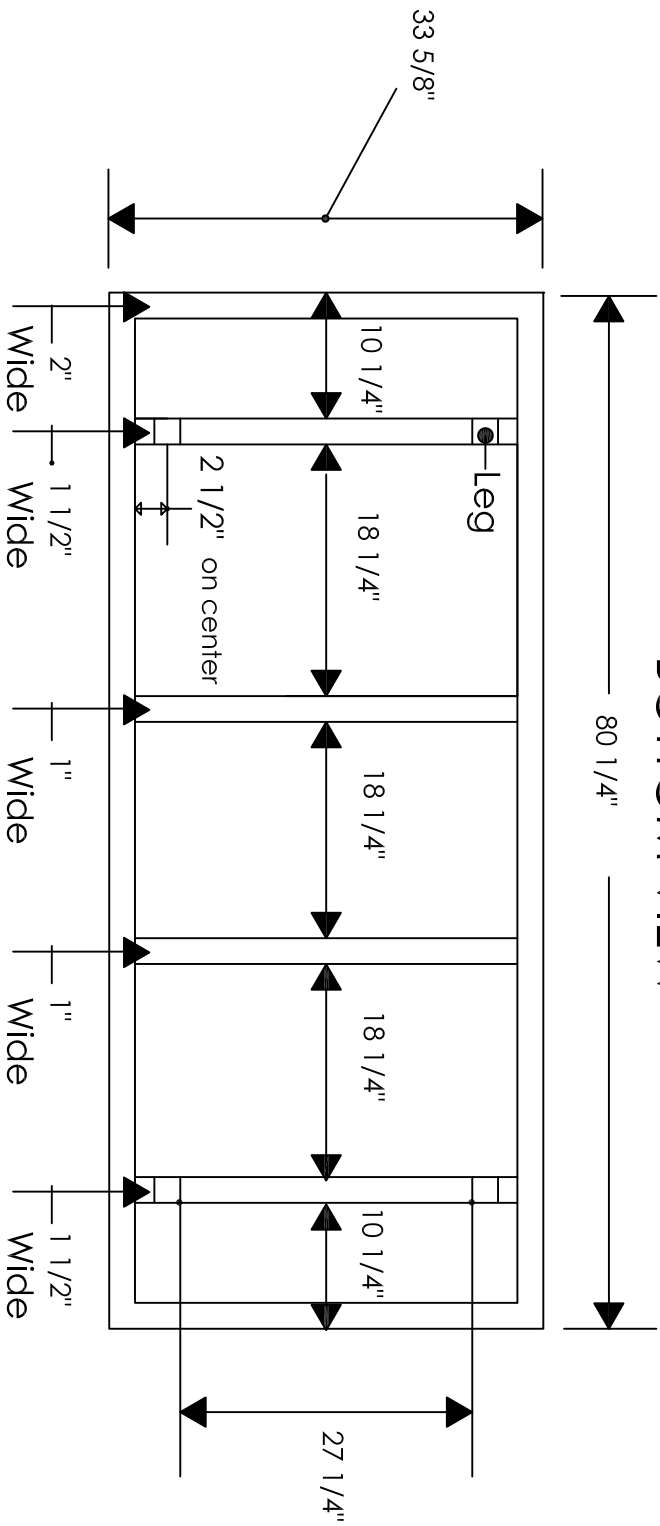 BOTTOM VIEW
80 1/4"
Leg
33 5/8"
10 1/4"
18 1/4"
18 1/4"
18 1/4"
10 1/4"
27 1/4"
2 1/2" on center
2"
Wide
1 1/2"
Wide
1"
Wide
1"
Wide
1 1/2"
Wide